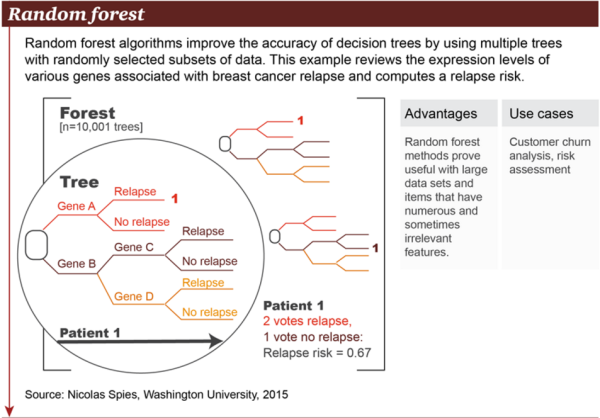 Random forest
Random forest algorithms improve the accuracy of decision trees by using multiple trees
with randomly selected subsets of data. This example reviews the expression levels of
various genes associated with breast cancer relapse and computes a relapse risk.
Forest
[n=10,001 trees]
1
Tree
Relapse
Gene A
1
No relapse
Relapse
Gene C
No relapse
Gene B
Relapse
Gene D
No relapse
Patient 1
1
Patient 1
2 votes relapse,
1 vote no relapse:
Relapse risk = 0.67
Advantages
Random forest
methods prove
useful with large
data sets and
items that have
numerous and
sometimes
irrelevant
features.
Use cases
Customer churn
analysis, risk
assessment
Source: Nicolas Spies, Washington University, 2015